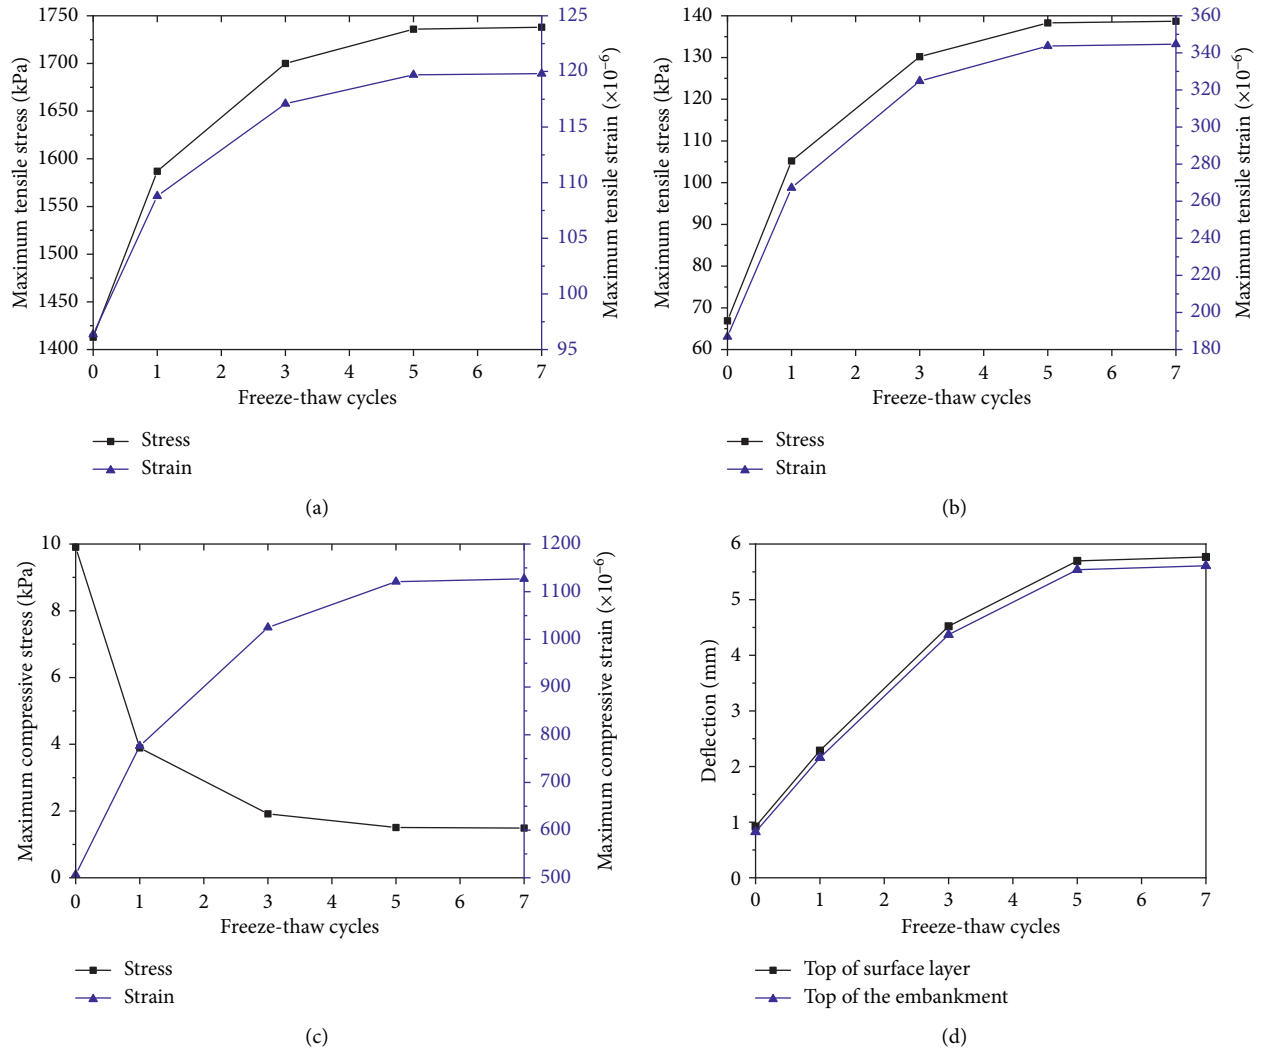 1750
1700
1650
1600
1550
1500
1450
1400
Maximum tensile stress (kPa)
125
120
115
110
105
100
95
Maximum tensile strain (×10⁻⁶)
0 1 2 3 4 5 6 7
Freeze-thaw cycles
Stress
Strain
(a)
140
130
120
110
100
90
80
70
60
Maximum tensile stress (kPa)
360
340
320
300
280
260
240
220
200
180
Maximum tensile strain (×10⁻⁶)
0 1 2 3 4 5 6 7
Freeze-thaw cycles
Stress
Strain
(b)
10
8
6
4
2
0
Maximum compressive stress (kPa)
1200
1100
1000
900
800
700
600
500
Maximum compressive strain (×10⁻⁶)
0 1 2 3 4 5 6 7
Freeze-thaw cycles
Stress
Strain
(c)
6
5
4
3
2
1
0
Deflection (mm)
0 1 2 3 4 5 6 7
Freeze-thaw cycles
Top of surface layer
Top of the embankment
(d)